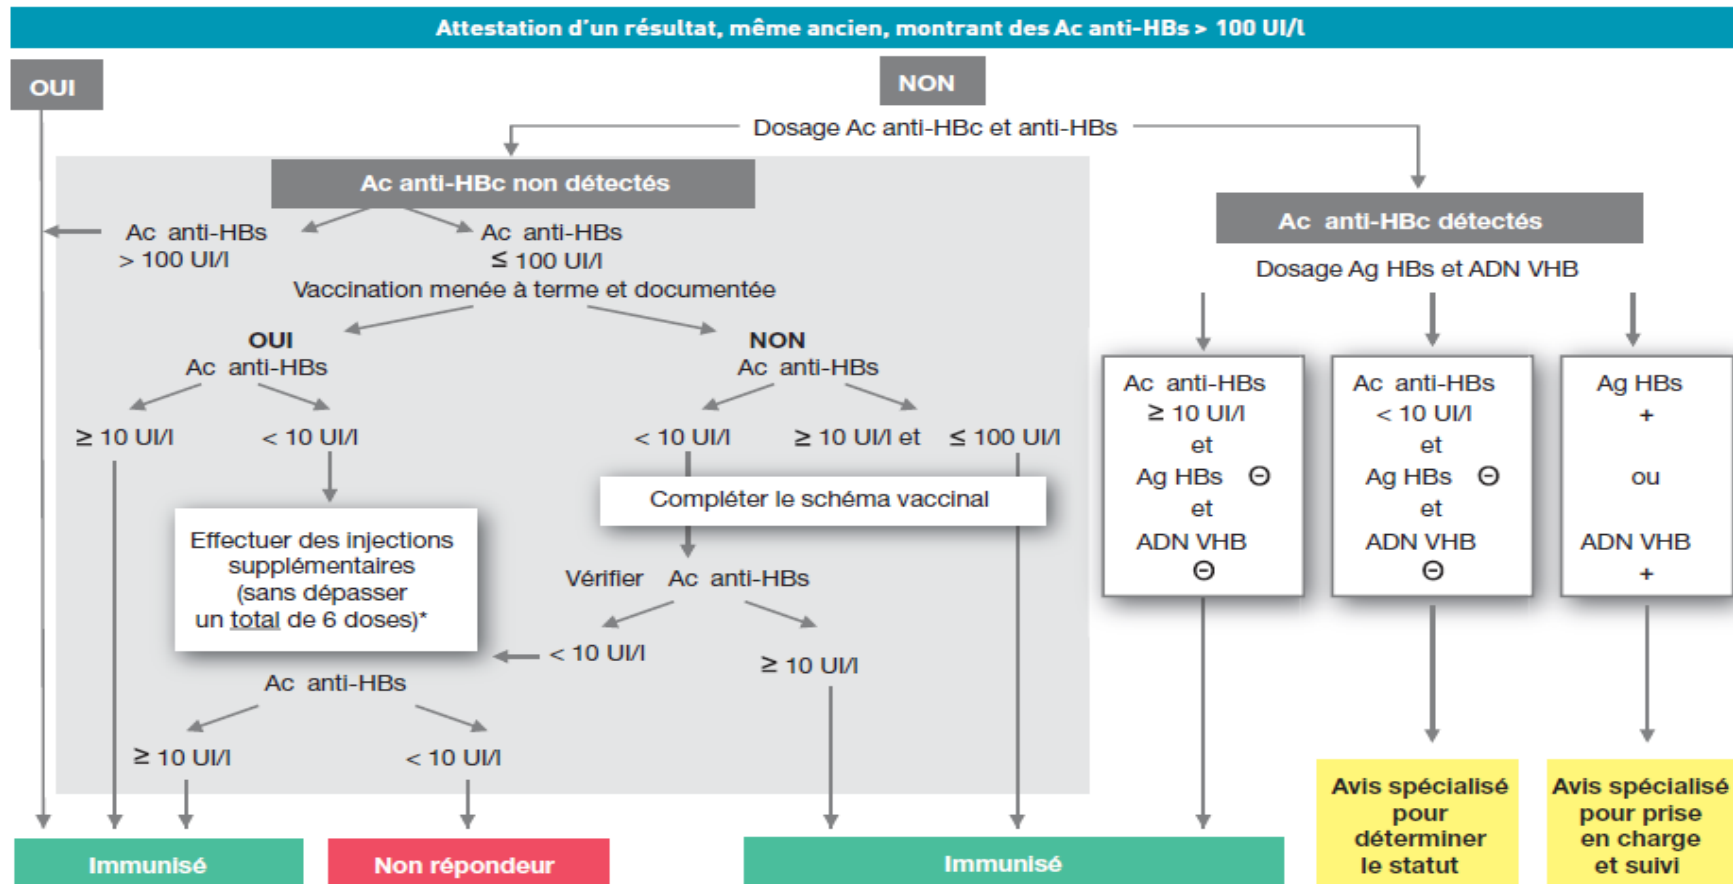 Attestation d'un résultat, même ancien, montrant des Ac anti-HBs > 100 UI/l
OUI
NON
Dosage Ac anti-HBc et anti-HBs
Ac anti-HBc non détectés
Ac anti-HBs
> 100 UI/l
Ac anti-HBs
≤ 100 UI/l
Vaccination menée à terme et documentée
OUI
Ac anti-HBs
NON
Ac anti-HBs
≥ 10 UI/l
< 10 UI/l
< 10 UI/l
≥ 10 UI/l et ≤ 100 UI/l
Effectuer des injections
supplémentaires
(sans dépasser
un total de 6 doses)*
Compléter le schéma vaccinal
Vérifier Ac anti-HBs
< 10 UI/l
≥ 10 UI/l
Ac anti-HBs
≥ 10 UI/l
< 10 UI/l
Ac anti-HBc détectés
Dosage Ag HBs et ADN VHB
Ac anti-HBs
≥ 10 UI/l
et
Ag HBs ⊖
et
ADN VHB
⊖
Ac anti-HBs
< 10 UI/l
et
Ag HBs ⊖
et
ADN VHB
⊖
Ag HBs
+
ou
ADN VHB
+
Immunisé
Non répondeur
Immunisé
Avis spécialisé
pour
déterminer
le statut
Avis spécialisé
pour prise
en charge
et suivi